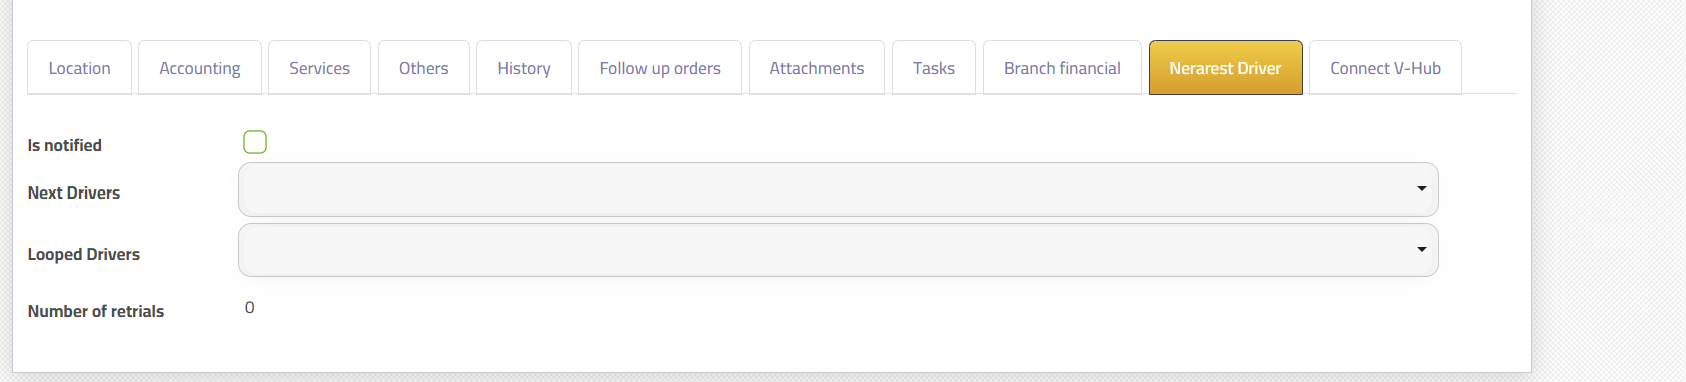 Location Accounting Services Others History Follow up orders Attachments Tasks Branch financial Nerarest Driver Connect V-Hub
Is notified
Next Drivers
Looped Drivers
Number of retrials 0